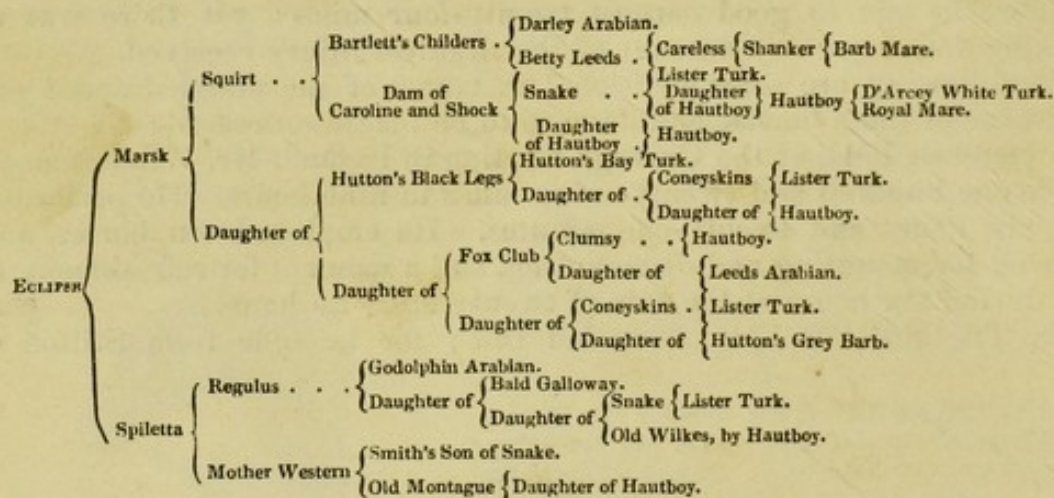 Darley Arabian.
Bartlett's Childers .
Betty Leeds . Careless Shanker Barb Mare.
Squirt . .
Dam of
Caroline and Shock
Snake . . Lister Turk.
Daughter
of Hautboy Hautboy D'Arcey White Turk.
Royal Mare.
Daughter
of Hautboy . Hautboy.
Marsk
Hutton's Black Legs Hutton's Bay Turk.
Daughter of . Coneyskins Lister Turk.
Daughter of Hautboy.
Daughter of
Fox Club Clumsy . . Hautboy.
Daughter of Leeds Arabian.
Daughter of
Coneyskins . Lister Turk.
Daughter of
Daughter of Hutton's Grey Barb.
ECLIPSE
Godolphin Arabian.
Regulus . . .
Daughter of Bald Galloway.
Daughter of Snake Lister Turk.
Old Wilkes, by Hautboy.
Spiletta
Smith's Son of Snake.
Mother Western
Old Montague Daughter of Hautboy.